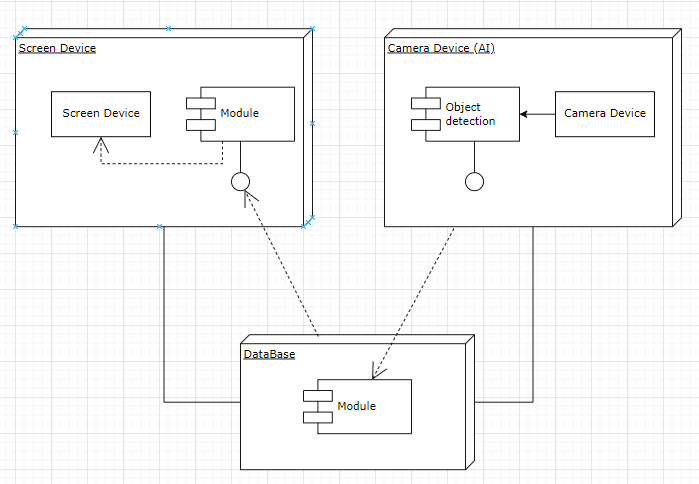 Screen Device
Camera Device (AI)
Screen Device
Module
Object
detection
Camera Device
DataBase
Module